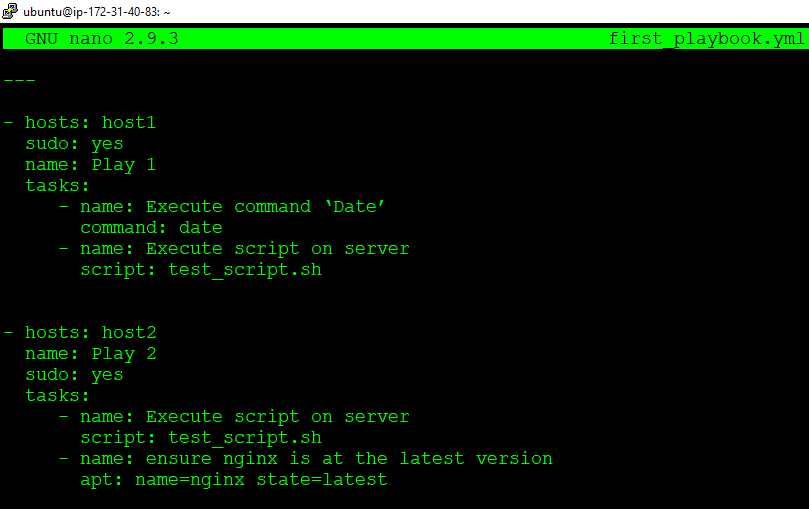 ubuntu@ip-172-31-40-83: ~
GNU nano 2.9.3 first_playbook.yml
---
- hosts: host1
sudo: yes
name: Play 1
tasks:
- name: Execute command ‘Date’
command: date
- name: Execute script on server
script: test_script.sh
- hosts: host2
name: Play 2
sudo: yes
tasks:
- name: Execute script on server
script: test_script.sh
- name: ensure nginx is at the latest version
apt: name=nginx state=latest